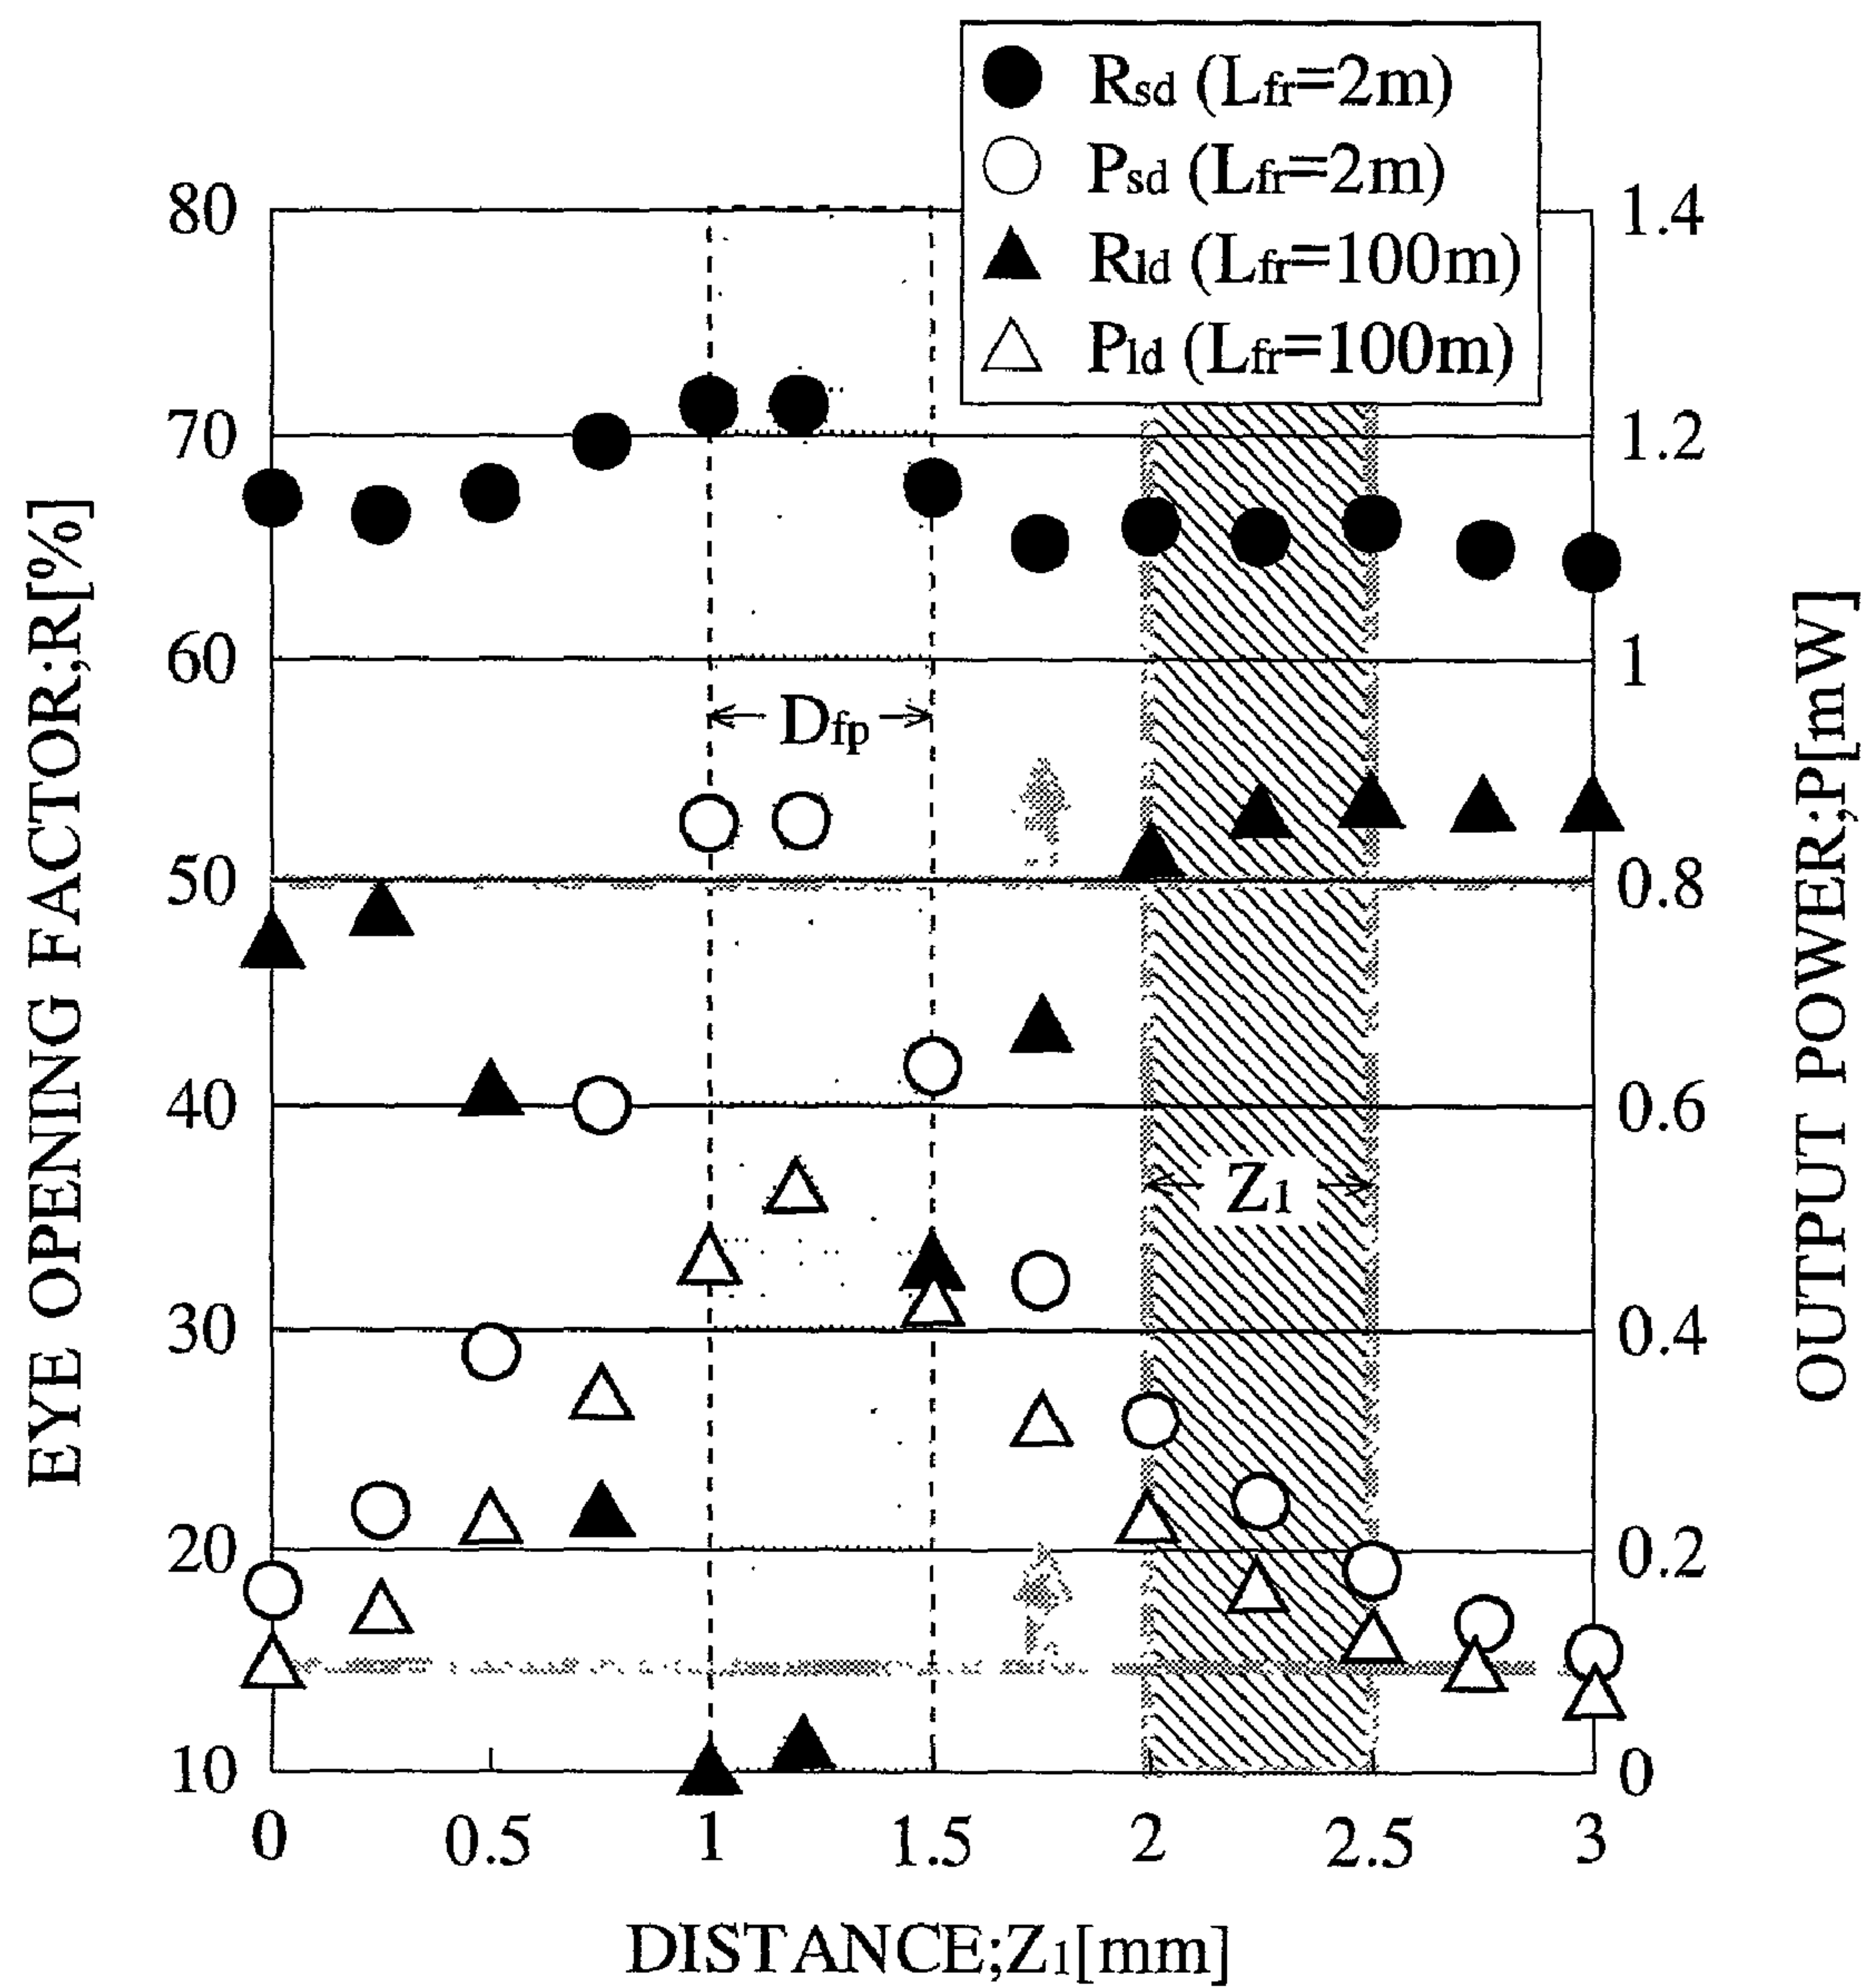 Rsd (Lfr=2m)
Psd (Lfr=2m)
Rld (Lfr=100m)
Pld (Lfr=100m)
EYE OPENING FACTOR;R[%]
80
70
60
50
40
30
20
10
Dfp
Z1
1.4
1.2
1
0.8
0.6
0.4
0.2
0
OUTPUT POWER;P[mW]
0 0.5 1 1.5 2 2.5 3
DISTANCE;Z1[mm]